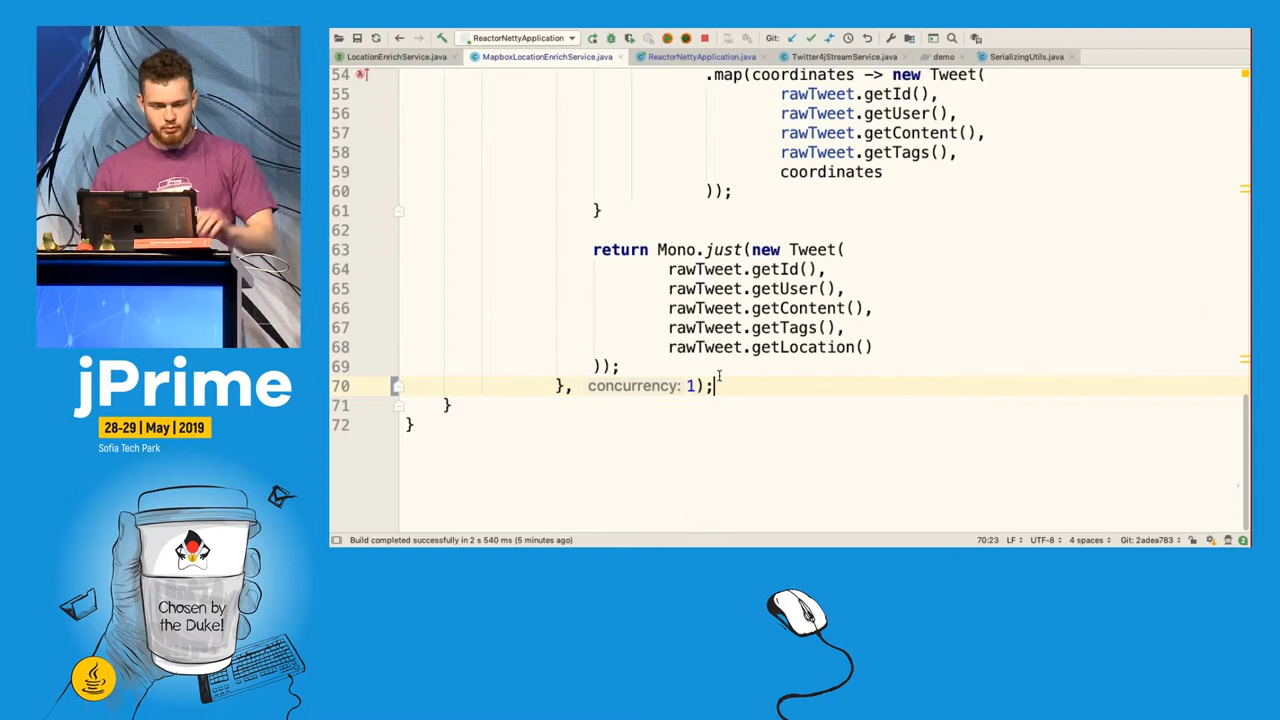 ReactorNettyApplication
Git:
LocationEnrichService.java
MapboxLocationEnrichService.java
ReactorNettyApplication.java
Twitter4jStreamService.java
demo
SerializingUtils.java
54 .map(coordinates -> new Tweet(
55 rawTweet.getId(),
56 rawTweet.getUser(),
57 rawTweet.getContent(),
58 rawTweet.getTags(),
59 coordinates
60 ));
61 }
62
63 return Mono.just(new Tweet(
64 rawTweet.getId(),
65 rawTweet.getUser(),
66 rawTweet.getContent(),
67 rawTweet.getTags(),
68 rawTweet.getLocation()
69 ));
70 }, concurrency: 1);
71 }
72 }
Build completed successfully in 2 s 540 ms (5 minutes ago)
70:23 LF UTF-8 4 spaces Git: 2adea783
jPrime
28-29 | May | 2019
Sofia Tech Park
Chosen by
the Duke!